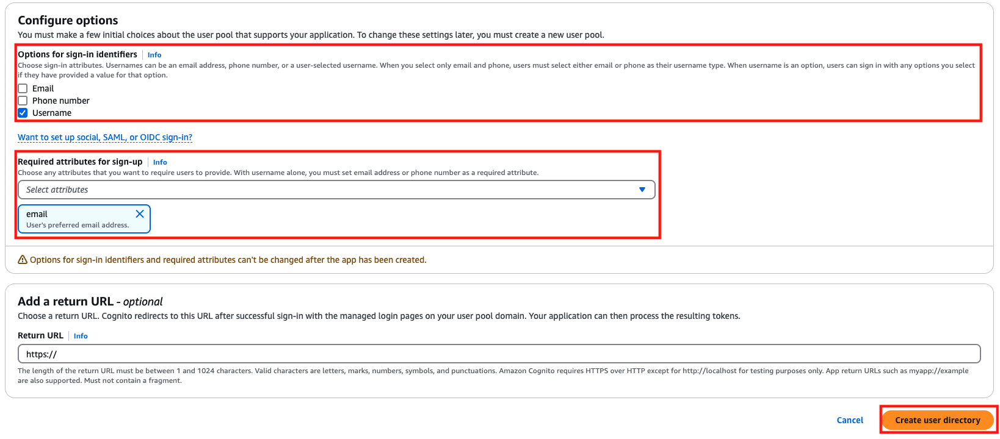 Configure options
You must make a few initial choices about the user pool that supports your application. To change these settings later, you must create a new user pool.
Options for sign-in identifiers Info
Choose sign-in attributes. Usernames can be an email address, phone number, or a user-selected username. When you select only email and phone, users must select either email or phone as their username type. When username is an option, users can sign in with any options you select
if they have provided a value for that option.
Email
Phone number
Username
Want to set up social, SAML, or OIDC sign-in?
Required attributes for sign-up Info
Choose any attributes that you want to require users to provide. With username alone, you must set email address or phone number as a required attribute.
Select attributes
email
User's preferred email address.
Options for sign-in identifiers and required attributes can't be changed after the app has been created.
Add a return URL - optional
Choose a return URL. Cognito redirects to this URL after successful sign-in with the managed login pages on your user pool domain. Your application can then process the resulting tokens.
Return URL Info
https://
The length of the return URL must be between 1 and 1024 characters. Valid characters are letters, marks, numbers, symbols, and punctuations. Amazon Cognito requires HTTPS over HTTP except for http://localhost for testing purposes only. App return URLs such as myapp://example
are also supported. Must not contain a fragment.
Cancel Create user directory